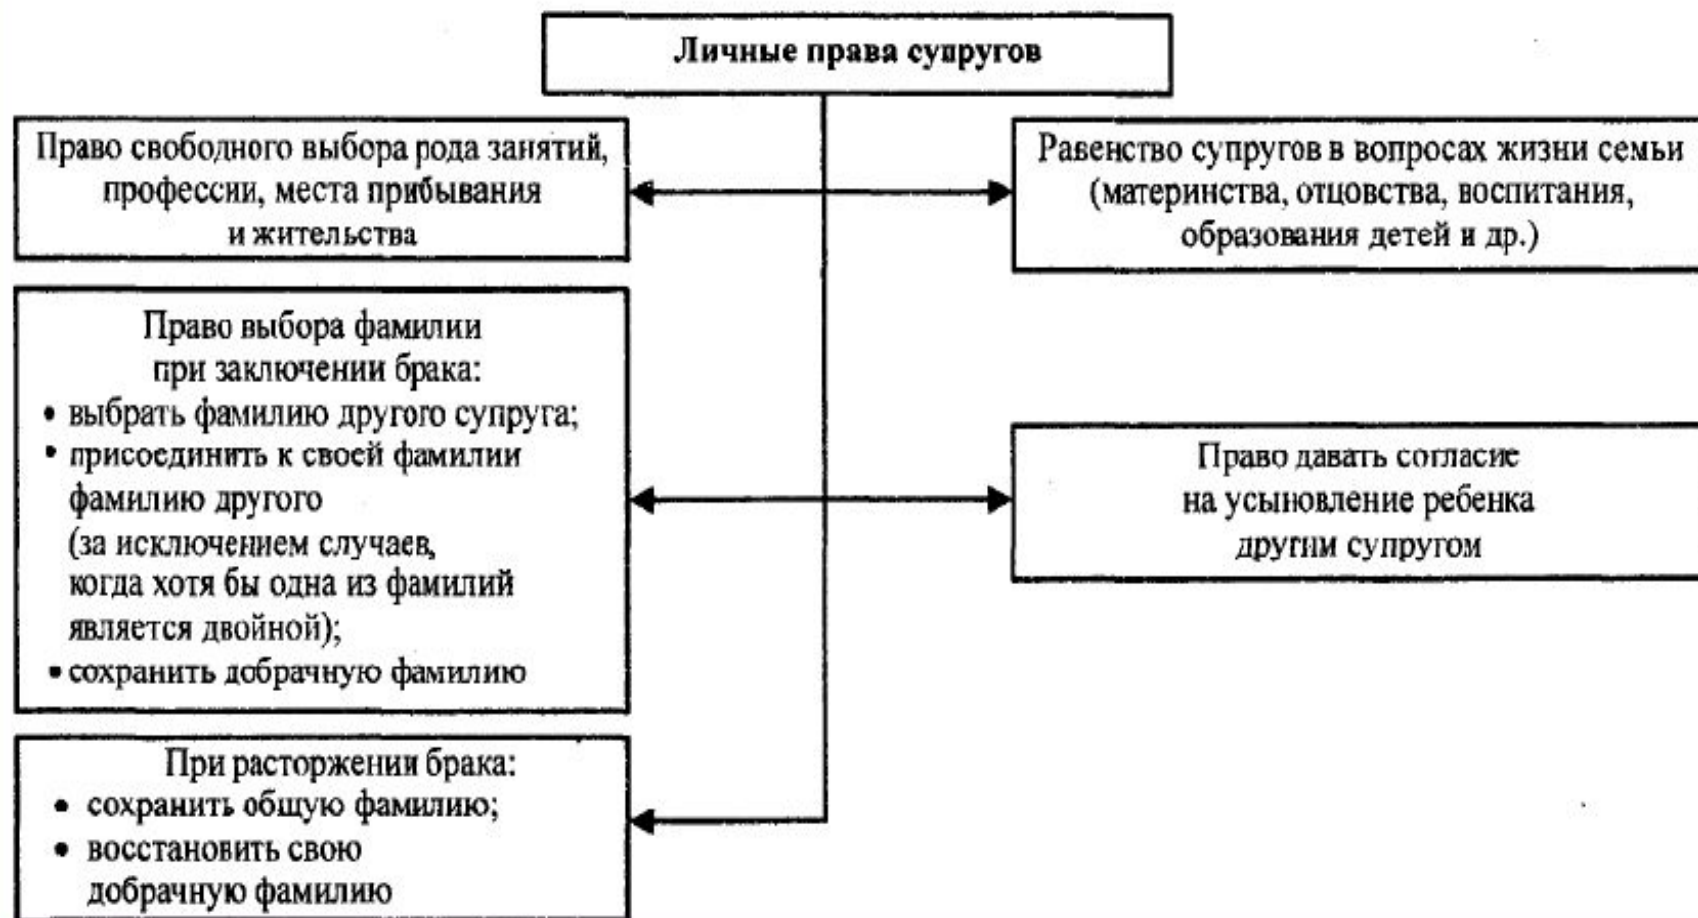 Личные права супругов
Право свободного выбора рода занятий,
профессии, места прибывания
и жительства
Равенство супругов в вопросах жизни семьи
(материнства, отцовства, воспитания,
образования детей и др.)
Право выбора фамилии
при заключении брака:
• выбрать фамилию другого супруга;
• присоединить к своей фамилии
фамилию другого
(за исключением случаев,
когда хотя бы одна из фамилий
является двойной);
• сохранить добрачную фамилию
Право давать согласие
на усыновление ребенка
другим супругом
При расторжении брака:
• сохранить общую фамилию;
• восстановить свою
добрачную фамилию